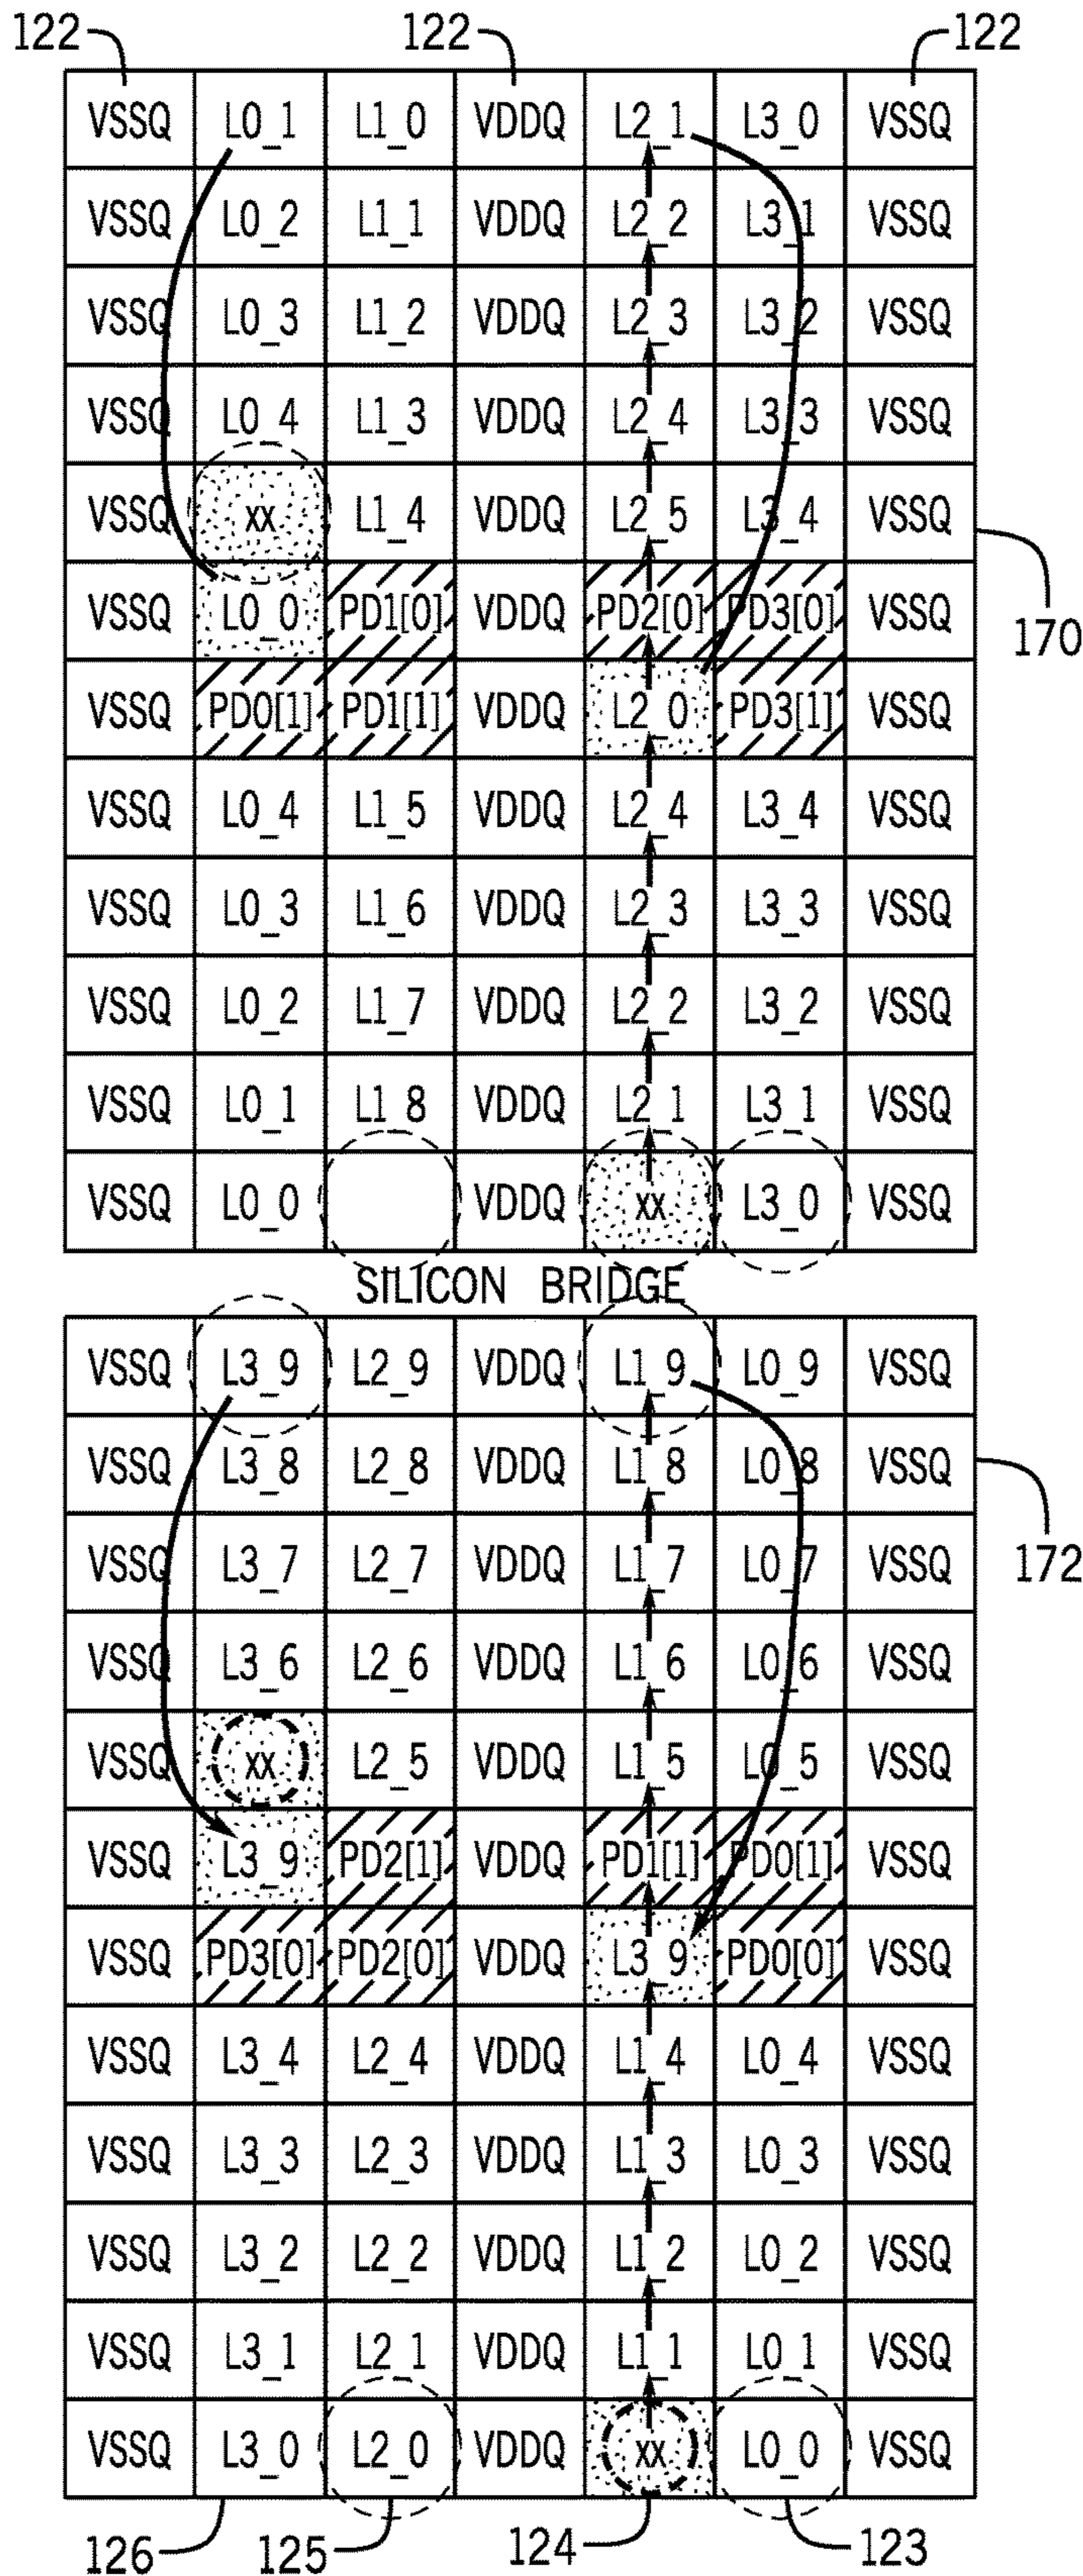 122 122 122
VSSQ L0_1 L1_0 VDDQ L2_1 L3_0 VSSQ
VSSQ L0_2 L1_1 VDDQ L2_2 L3_1 VSSQ
VSSQ L0_3 L1_2 VDDQ L2_3 L3_2 VSSQ
VSSQ L0_4 L1_3 VDDQ L2_4 L3_3 VSSQ
VSSQ XX L1_4 VDDQ L2_5 L3_4 VSSQ
170
VSSQ L0_0 PD1[0] VDDQ PD2[0] PD3[0] VSSQ
VSSQ PD0[1] PD1[1] VDDQ L2_0 PD3[1] VSSQ
VSSQ L0_4 L1_5 VDDQ L2_4 L3_4 VSSQ
VSSQ L0_3 L1_6 VDDQ L2_3 L3_3 VSSQ
VSSQ L0_2 L1_7 VDDQ L2_2 L3_2 VSSQ
VSSQ L0_1 L1_8 VDDQ L2_1 L3_1 VSSQ
VSSQ L0_0 VDDQ XX L3_0 VSSQ
SILICON BRIDGE
VSSQ L3_9 L2_9 VDDQ L1_9 L0_9 VSSQ
VSSQ L3_8 L2_8 VDDQ L1_8 L0_8 VSSQ
172
VSSQ L3_7 L2_7 VDDQ L1_7 L0_7 VSSQ
VSSQ L3_6 L2_6 VDDQ L1_6 L0_6 VSSQ
VSSQ XX L2_5 VDDQ L1_5 L0_5 VSSQ
VSSQ L3_9 PD2[1] VDDQ PD1[1] PD0[1] VSSQ
VSSQ PD3[0] PD2[0] VDDQ L3_9 PD0[0] VSSQ
VSSQ L3_4 L2_4 VDDQ L1_4 L0_4 VSSQ
VSSQ L3_3 L2_3 VDDQ L1_3 L0_3 VSSQ
VSSQ L3_2 L2_2 VDDQ L1_2 L0_2 VSSQ
VSSQ L3_1 L2_1 VDDQ L1_1 L0_1 VSSQ
VSSQ L3_0 L2_0 VDDQ XX L0_0 VSSQ
126 125 124 123